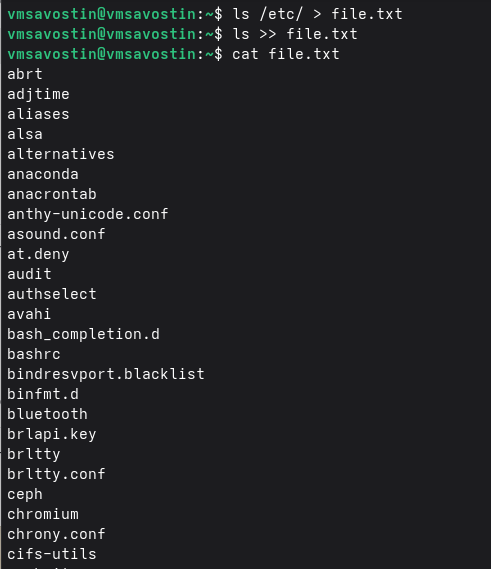 vmsavostin@vmsavostin:~$ ls /etc/ > file.txt
vmsavostin@vmsavostin:~$ ls >> file.txt
vmsavostin@vmsavostin:~$ cat file.txt
abrt
adjtime
aliases
alsa
alternatives
anaconda
anacrontab
anthy-unicode.conf
asound.conf
at.deny
audit
authselect
avahi
bash_completion.d
bashrc
bindresvport.blacklist
binfmt.d
bluetooth
brlapi.key
brltty
brltty.conf
ceph
chromium
chrony.conf
cifs-utils